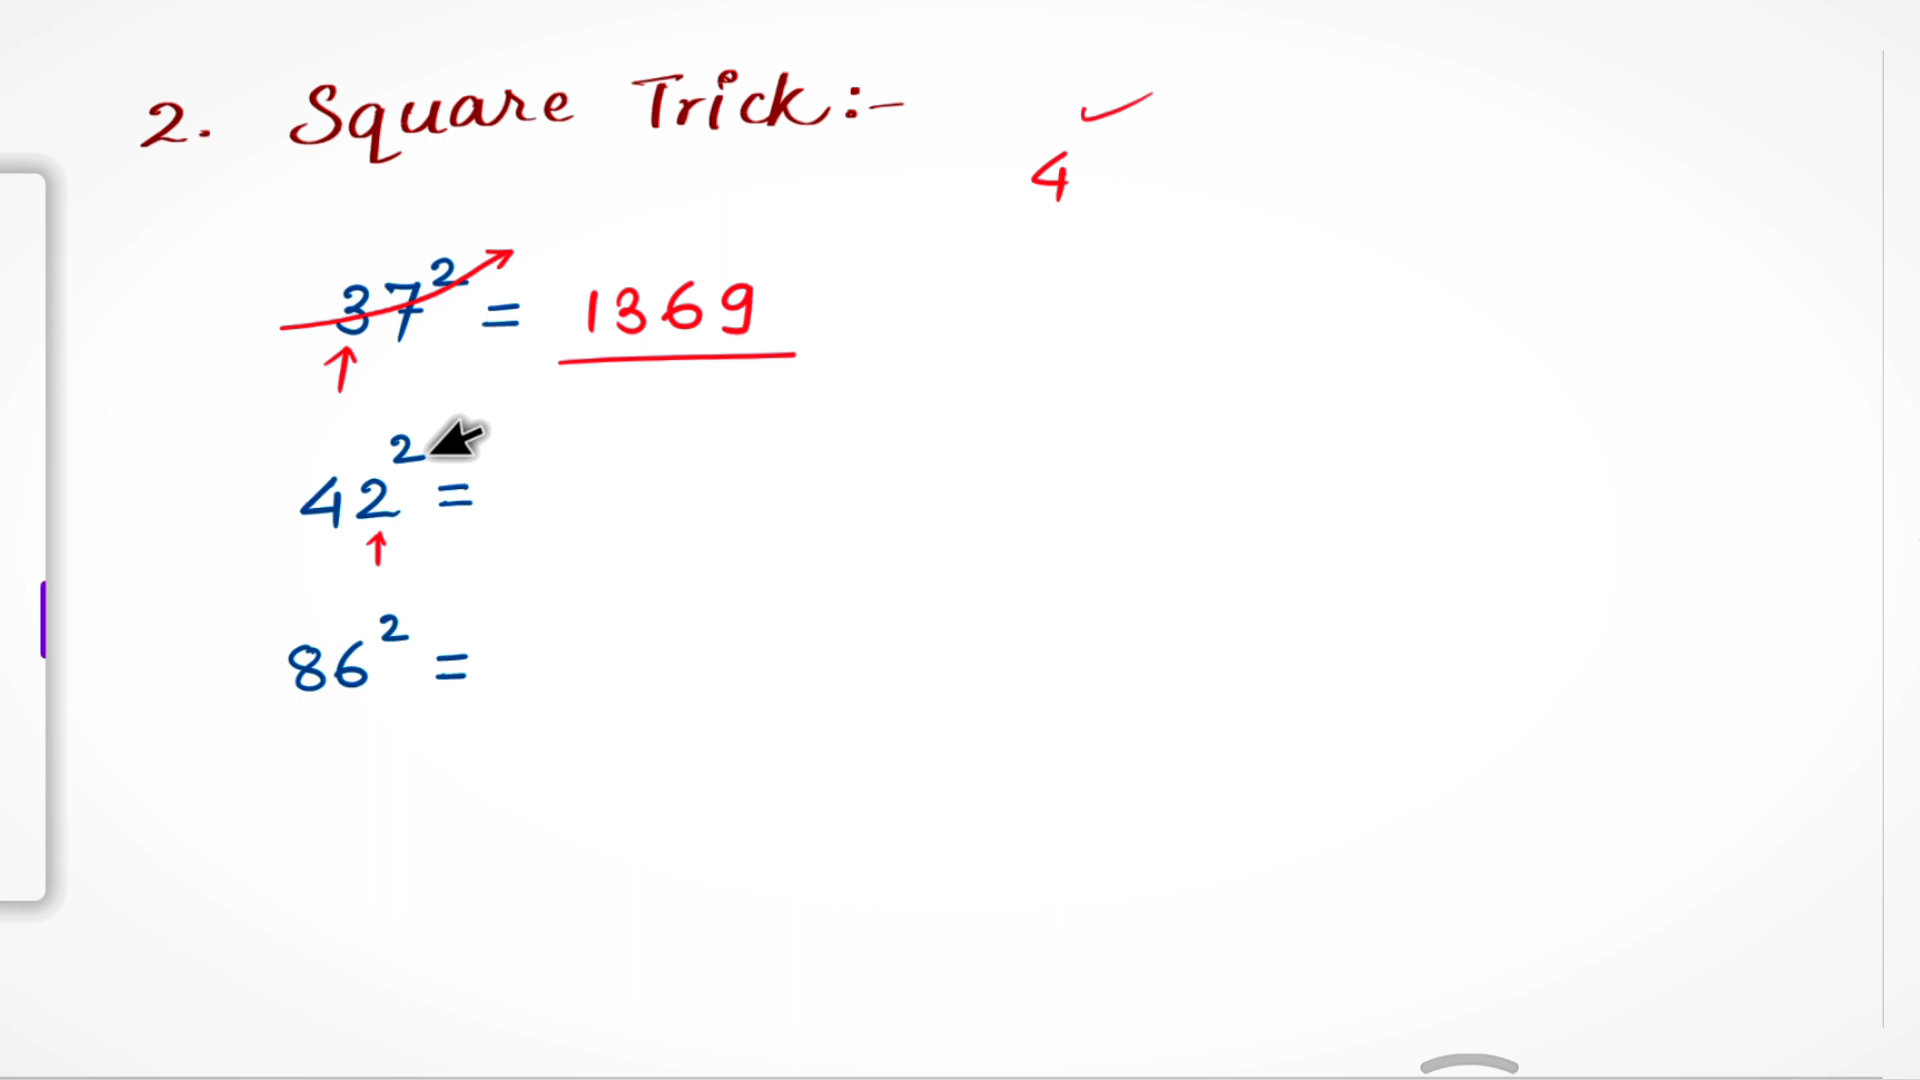 2. Square Trick:-
4
37² = 1369
42² =
86² =